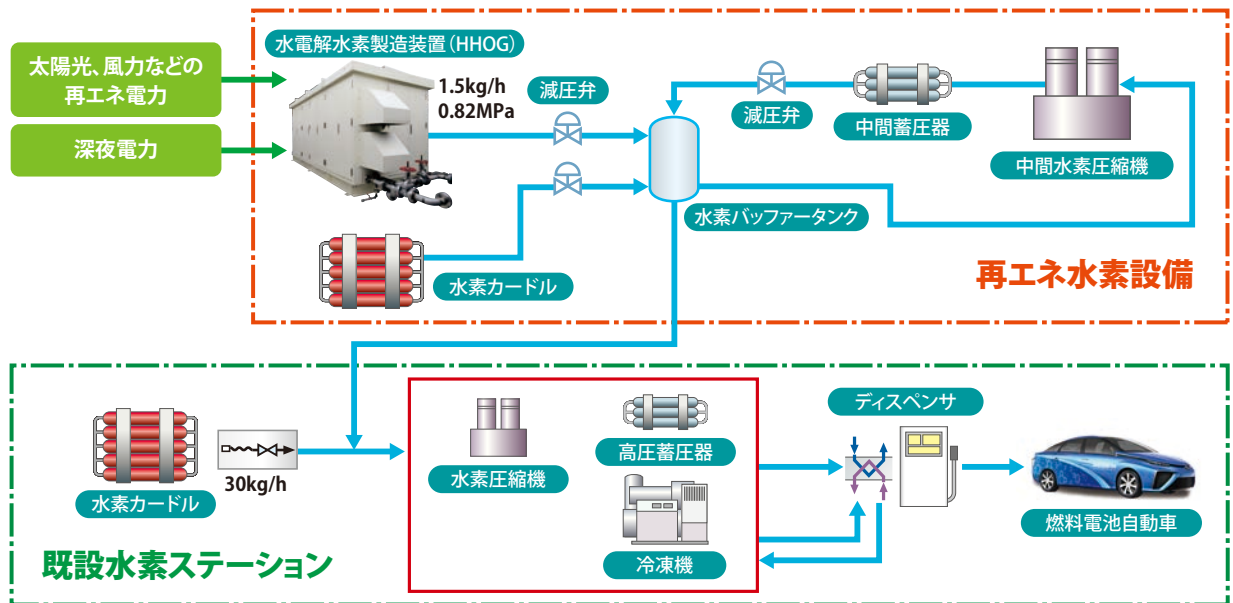 太陽光、風力などの
再エネ電力
深夜電力
水電解水素製造装置(HHOG)
1.5kg/h
0.82MPa
減圧弁
減圧弁
中間蓄圧器
中間水素圧縮機
水素バッファータンク
水素カードル
再エネ水素設備
水素カードル
30kg/h
水素圧縮機
高圧蓄圧器
冷凍機
ディスペンサ
燃料電池自動車
既設水素ステーション